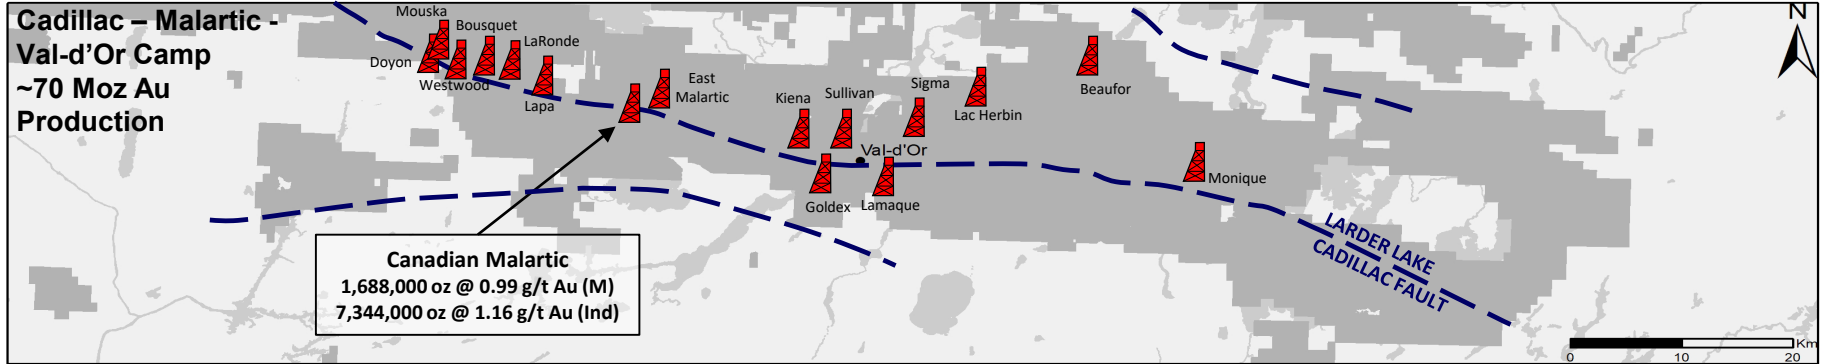 Cadillac – Malartic -
Val-d'Or Camp
~70 Moz Au
Production
Mouska
Bousquet
Doyon
LaRonde
Westwood
Lapa
East
Malartic
Kiena
Sullivan
Sigma
Lac Herbin
Beaufor
Val-d'Or
Goldex
Lamaque
Monique
LARDER LAKE
CADILLAC FAULT
Canadian Malartic
1,688,000 oz @ 0.99 g/t Au (M)
7,344,000 oz @ 1.16 g/t Au (Ind)
N
Km
0 10 20